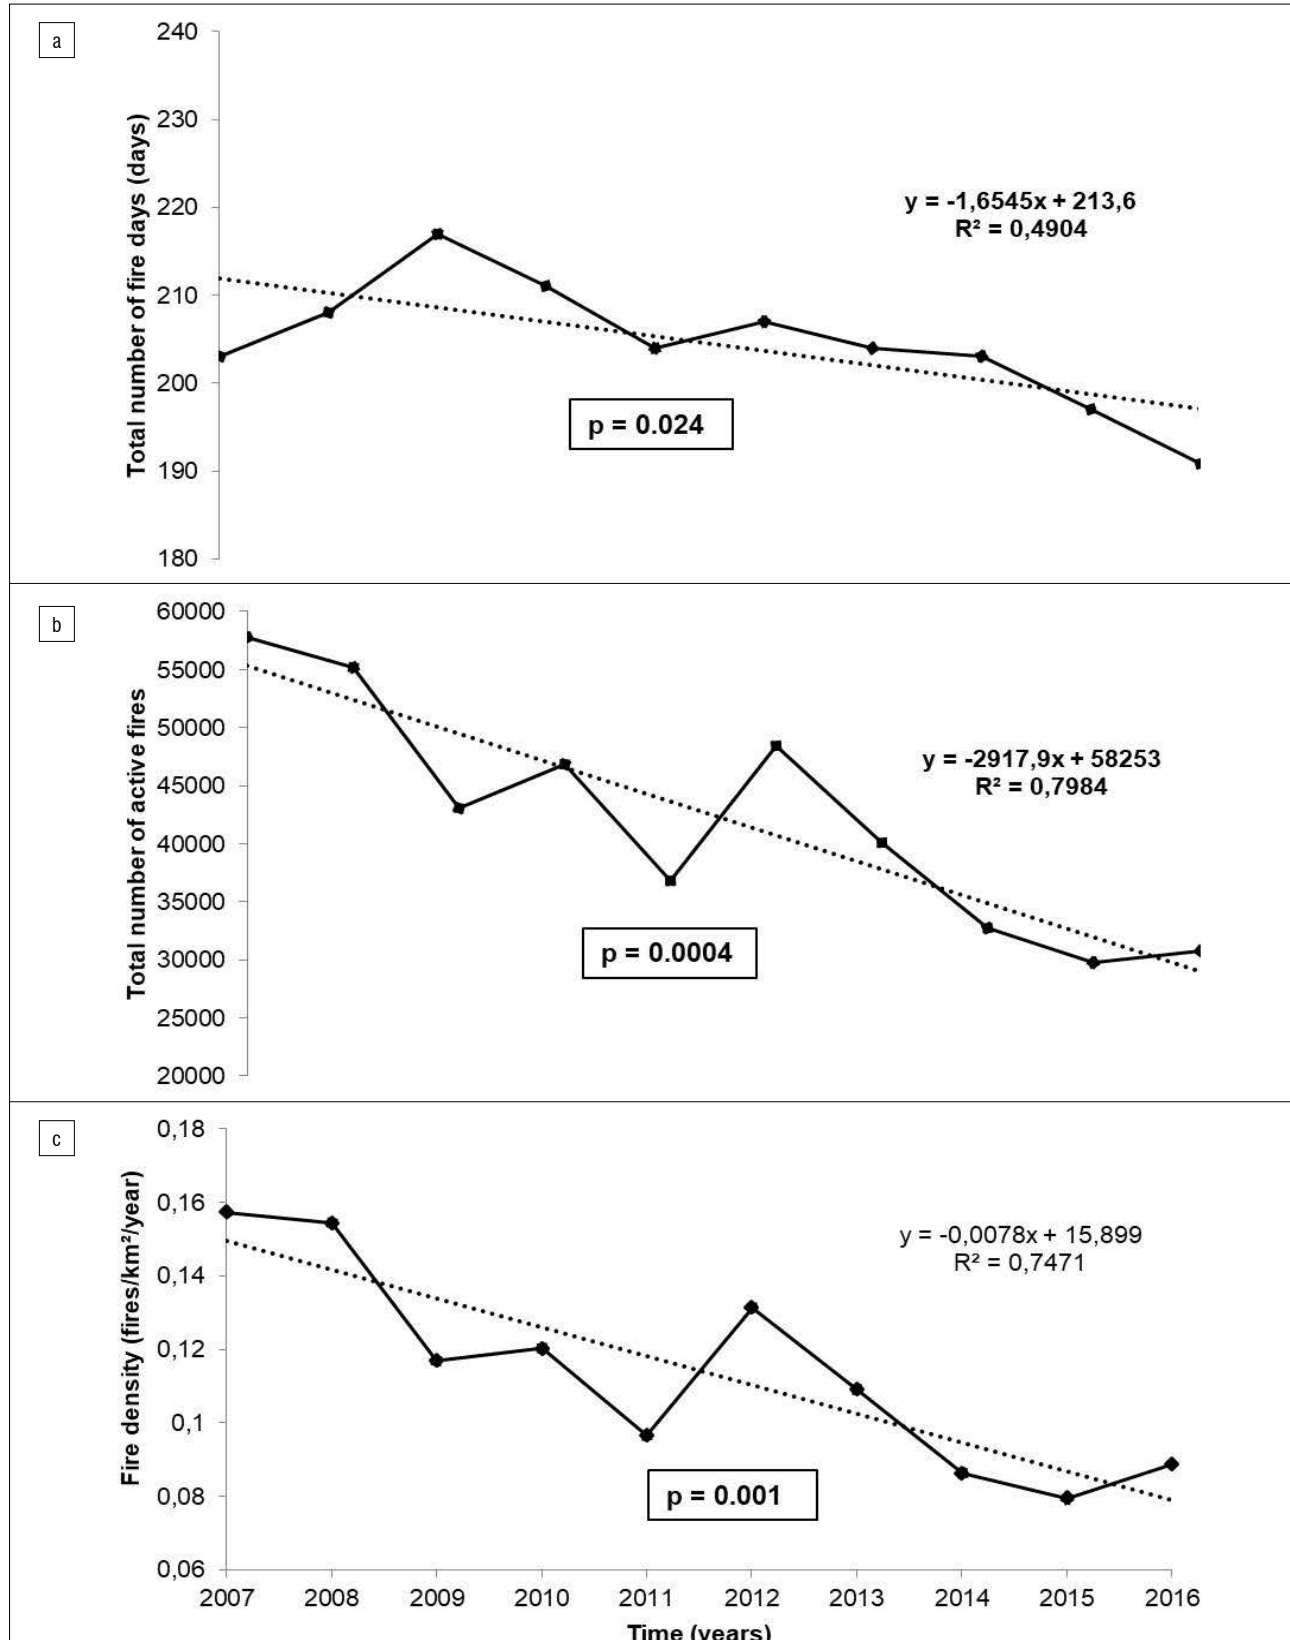 a
240
230
220
210
200
190
180
Total number of fire days (days)
y = -1,6545x + 213,6
R² = 0,4904
p = 0.024
b
60000
55000
50000
45000
40000
35000
30000
25000
20000
Total number of active fires
y = -2917,9x + 58253
R² = 0,7984
p = 0.0004
c
0,18
0,16
0,14
0,12
0,1
0,08
0,06
Fire density (fires/km²/year)
y = -0,0078x + 15,899
R² = 0,7471
p = 0.001
2007 2008 2009 2010 2011 2012 2013 2014 2015 2016
Time (years)